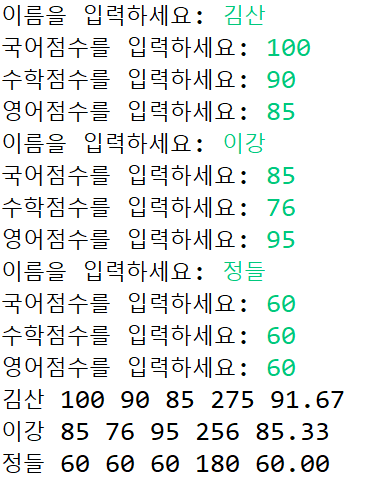 이름을 입력하세요: 김산
국어점수를 입력하세요: 100
수학점수를 입력하세요: 90
영어점수를 입력하세요: 85
이름을 입력하세요: 이강
국어점수를 입력하세요: 85
수학점수를 입력하세요: 76
영어점수를 입력하세요: 95
이름을 입력하세요: 정들
국어점수를 입력하세요: 60
수학점수를 입력하세요: 60
영어점수를 입력하세요: 60
김산 100 90 85 275 91.67
이강 85 76 95 256 85.33
정들 60 60 60 180 60.00